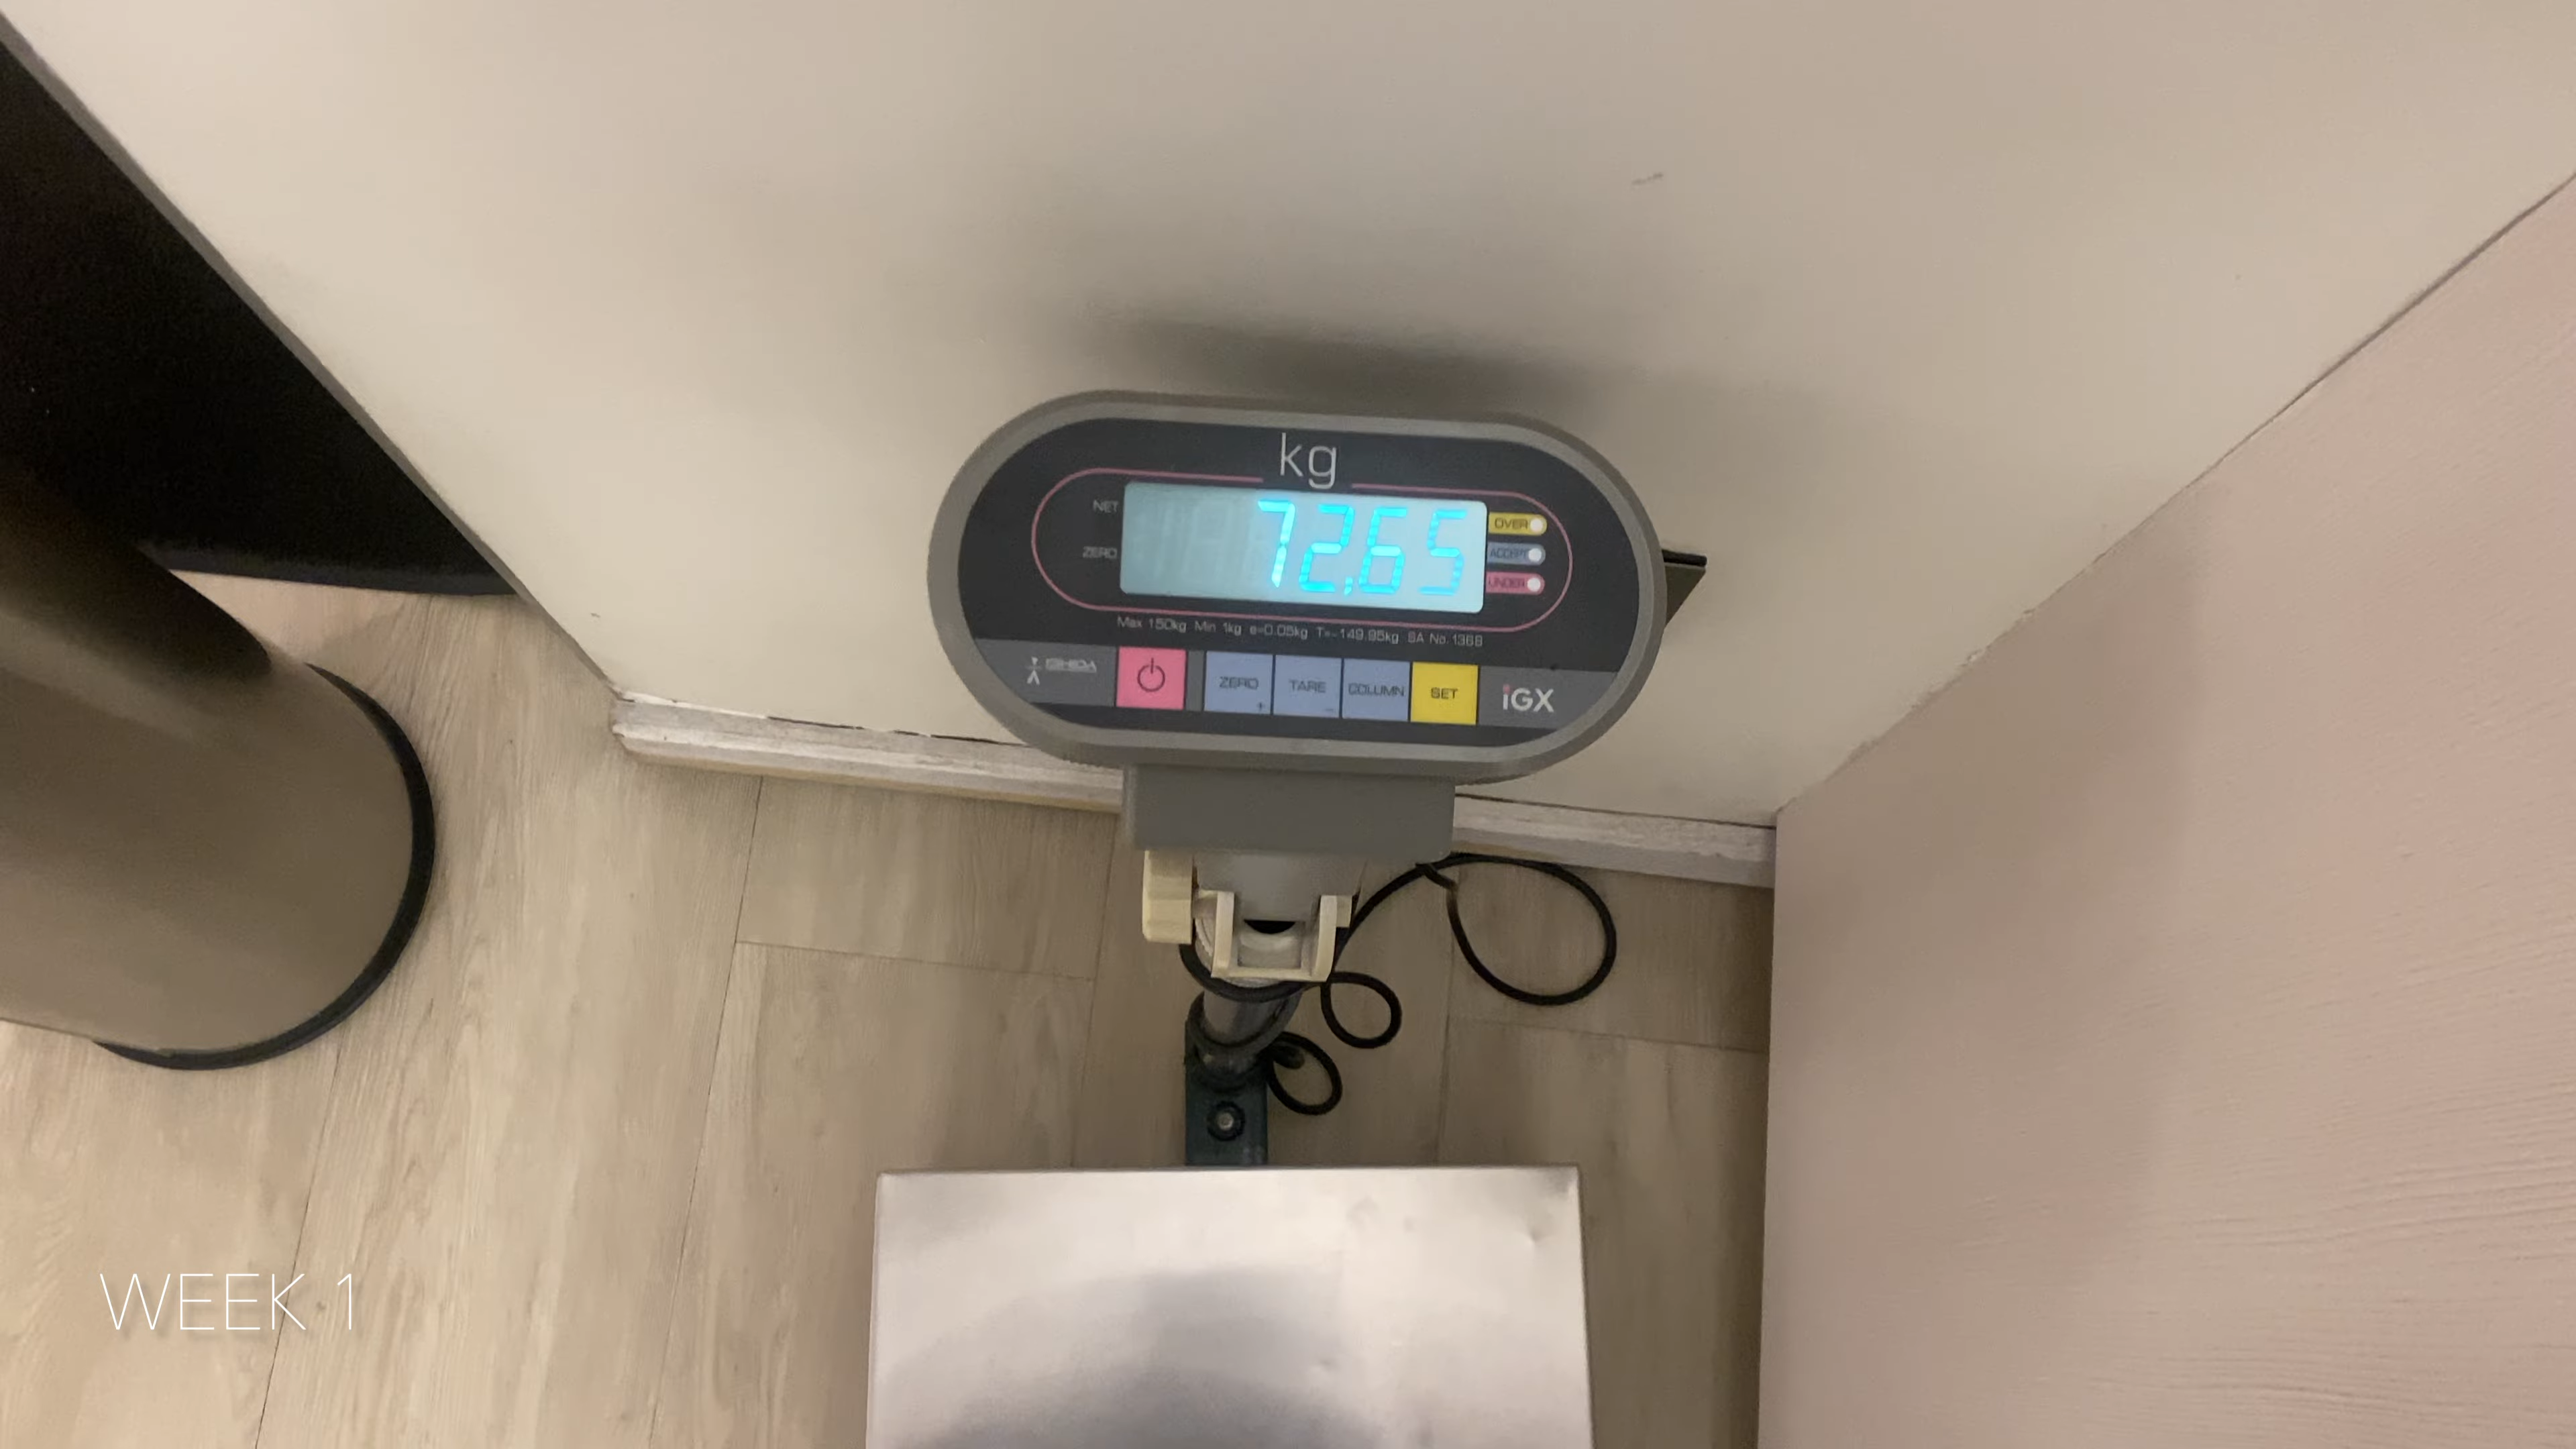 kg
NET
72.65
OVER
ZERO
ACCEPT
UNDER
Max 150kg Min 1kg e=0.05kg T=-149.95kg SA No. 1368
ISHIDA
ZERO
+
TARE
-
COLUMN
SET
iGX
WEEK 1